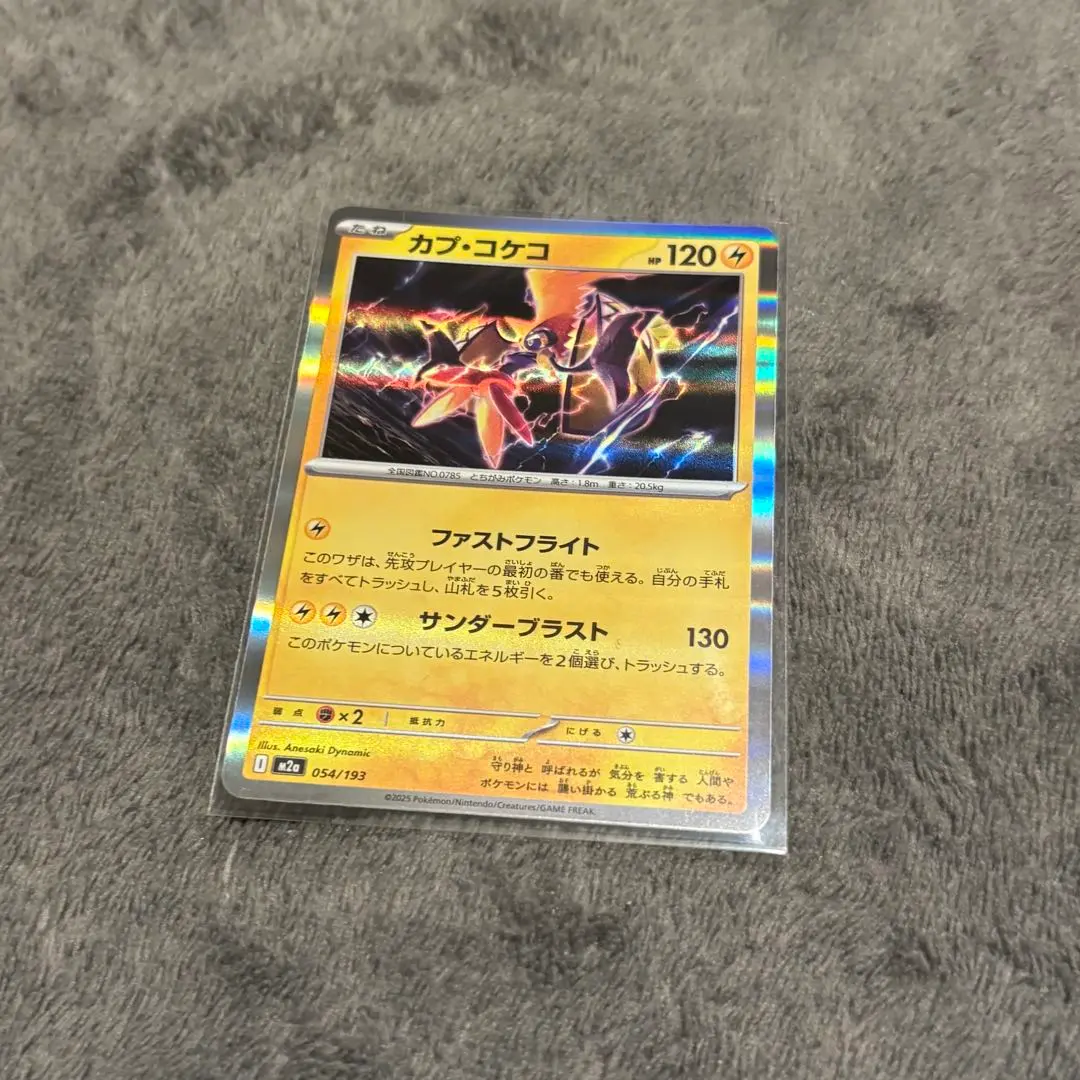 たね カプ・コケコ HP 120
全国図鑑NO.0785 とちがみポケモン 高さ：1.8m 重さ：20.5kg
ファストフライト
このワザは、先攻プレイヤーの最初の番でも使える。自分の手札
をすべてトラッシュし、山札を5枚引く。
サンダーブラスト 130
このポケモンについているエネルギーを2個選び、トラッシュする。
弱点 ×2 抵抗力 にげる
Illus. Anesaki Dynamic
I M2a 054/193
守り神と 呼ばれるが 気分を 害する 人間や
ポケモンには 襲い掛かる 荒ぶる神 でもある。
©2025 Pokémon/Nintendo/Creatures/GAME FREAK.